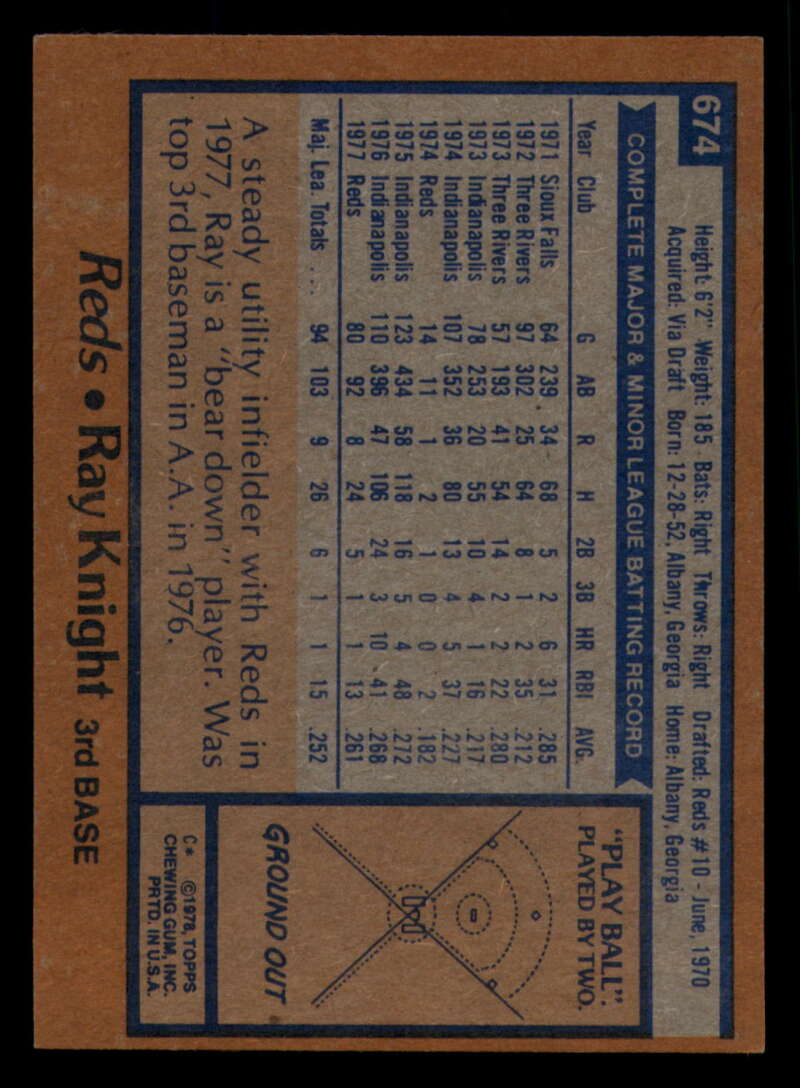 674
Height: 6'2" Weight: 185 Bats: Right Throws: Right Drafted: Reds #10 - June, 1970
Acquired: Via Draft Born: 12-28-52, Albany, Georgia Home: Albany, Georgia
COMPLETE MAJOR & MINOR LEAGUE BATTING RECORD
Year Club G AB R H 2B 3B HR RBI AVG.
1971 Sioux Falls 64 239 34 68 5 2 6 31 .285
1972 Three Rivers 97 302 25 64 8 1 2 35 .212
1973 Three Rivers 57 193 41 54 14 2 2 22 .280
1973 Indianapolis 78 253 20 55 10 4 1 16 .217
1974 Indianapolis 107 352 36 80 13 4 5 37 .227
1974 Reds 14 11 1 2 1 0 0 2 .182
1975 Indianapolis 123 434 58 118 16 5 4 48 .272
1976 Indianapolis 110 396 47 106 24 3 10 41 .268
1977 Reds 80 92 8 24 5 1 1 13 .261
Maj. Lea. Totals ... 94 103 9 26 6 1 1 15 .252
A steady utility infielder with Reds in
1977, Ray is a "bear down" player. Was
top 3rd baseman in A.A. in 1976.
"PLAY BALL":
PLAYED BY TWO.
GROUND OUT
C* ©1978, TOPPS
CHEWING GUM, INC.
PRTD. IN U.S.A.
Reds • Ray Knight 3rd BASE